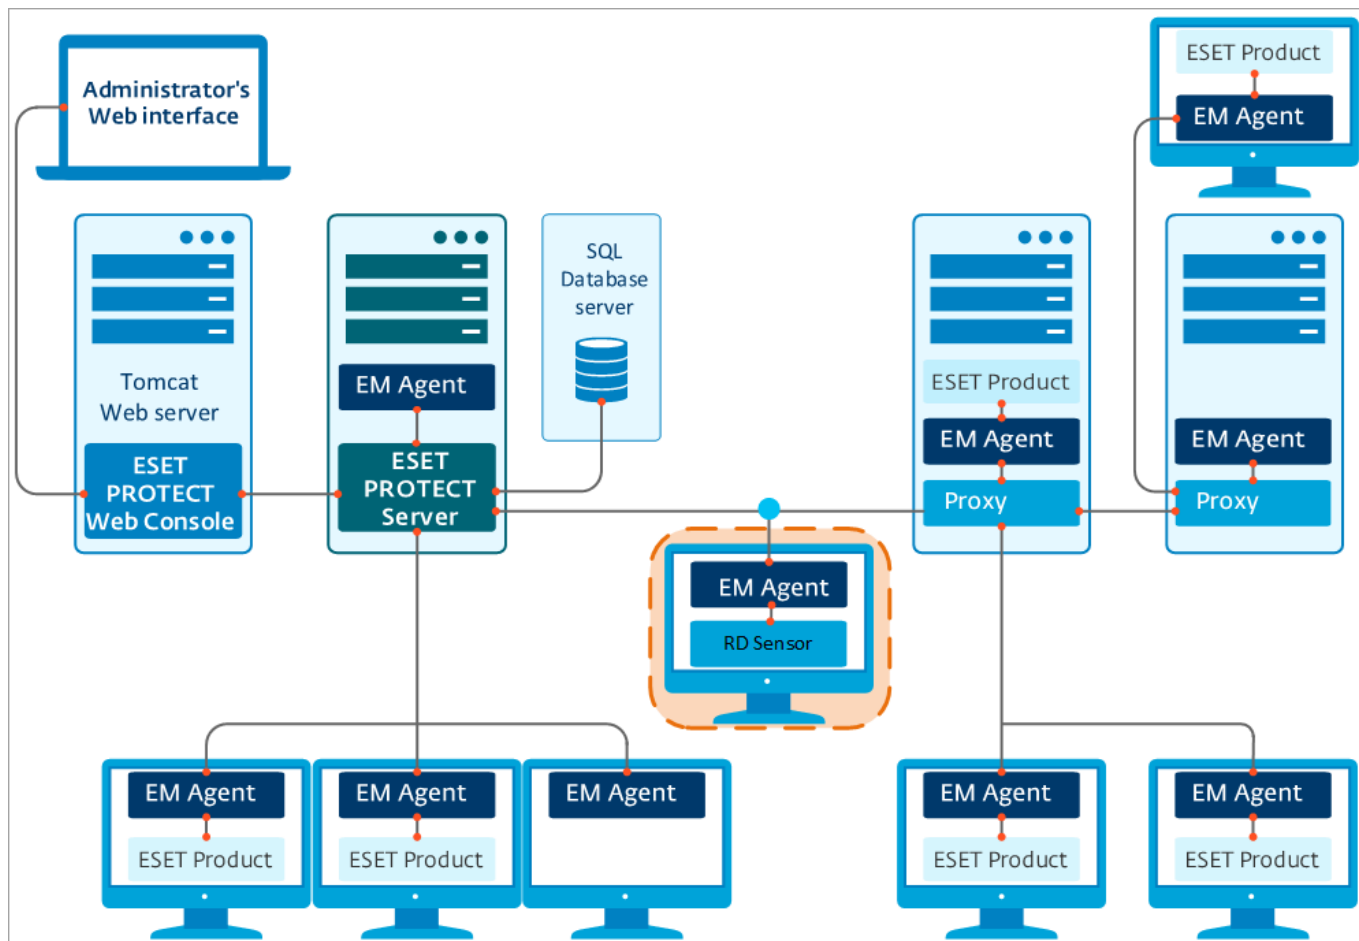 Administrator's
Web interface
ESET Product
EM Agent
Tomcat
Web server
ESET
PROTECT
Web Console
EM Agent
ESET
PROTECT
Server
SQL
Database
server
ESET Product
EM Agent
Proxy
EM Agent
Proxy
EM Agent
RD Sensor
EM Agent
ESET Product
EM Agent
ESET Product
EM Agent
EM Agent
ESET Product
EM Agent
ESET Product